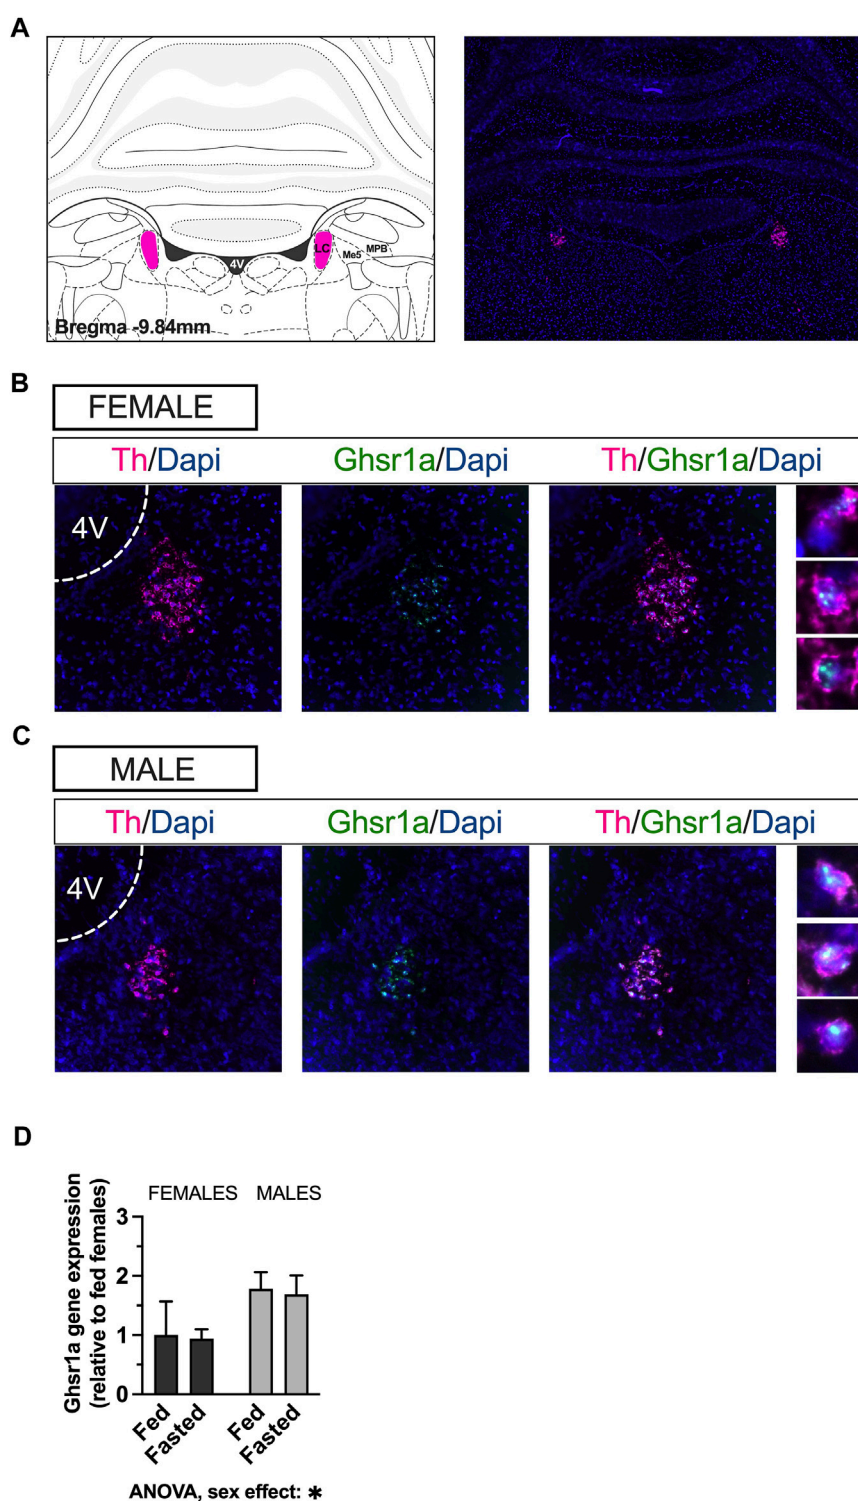 A
LC
Me5
MPB
4V
Bregma -9.84mm
B
FEMALE
Th/Dapi
Ghsr1a/Dapi
Th/Ghsr1a/Dapi
4V
C
MALE
Th/Dapi
Ghsr1a/Dapi
Th/Ghsr1a/Dapi
4V
D
FEMALES MALES
Ghsr1a gene expression
(relative to fed females)
3
2
1
0
Fed
Fasted
Fed
Fasted
ANOVA, sex effect: *